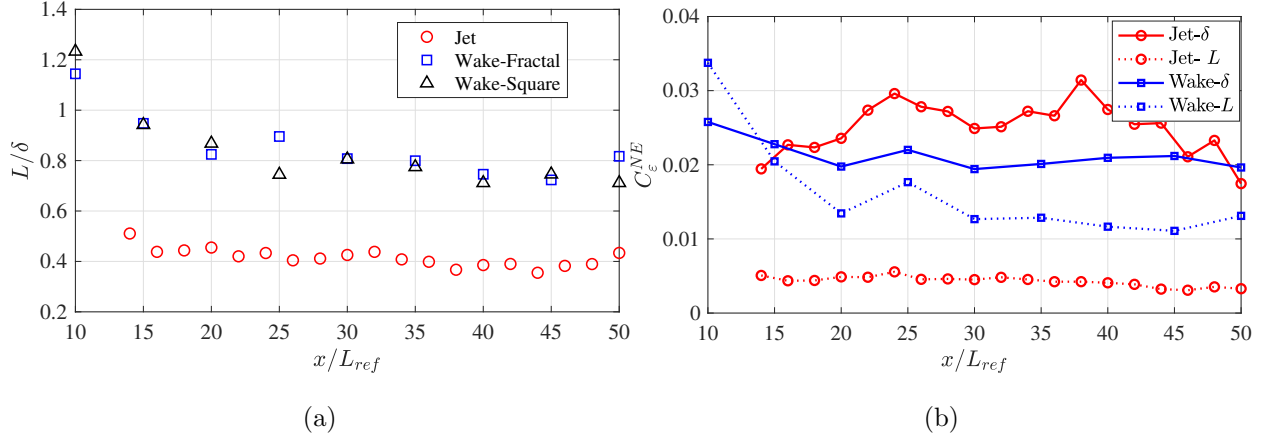 1.4
1.2
1
0.8
0.6
0.4
0.2
L/δ
10 15 20 25 30 35 40 45 50
x/L_ref
Jet
Wake-Fractal
Wake-Square
(a)
0.04
0.03
0.02
0.01
0
C_ε^NE
10 15 20 25 30 35 40 45 50
x/L_ref
Jet-δ
Jet- L
Wake-δ
Wake-L
(b)